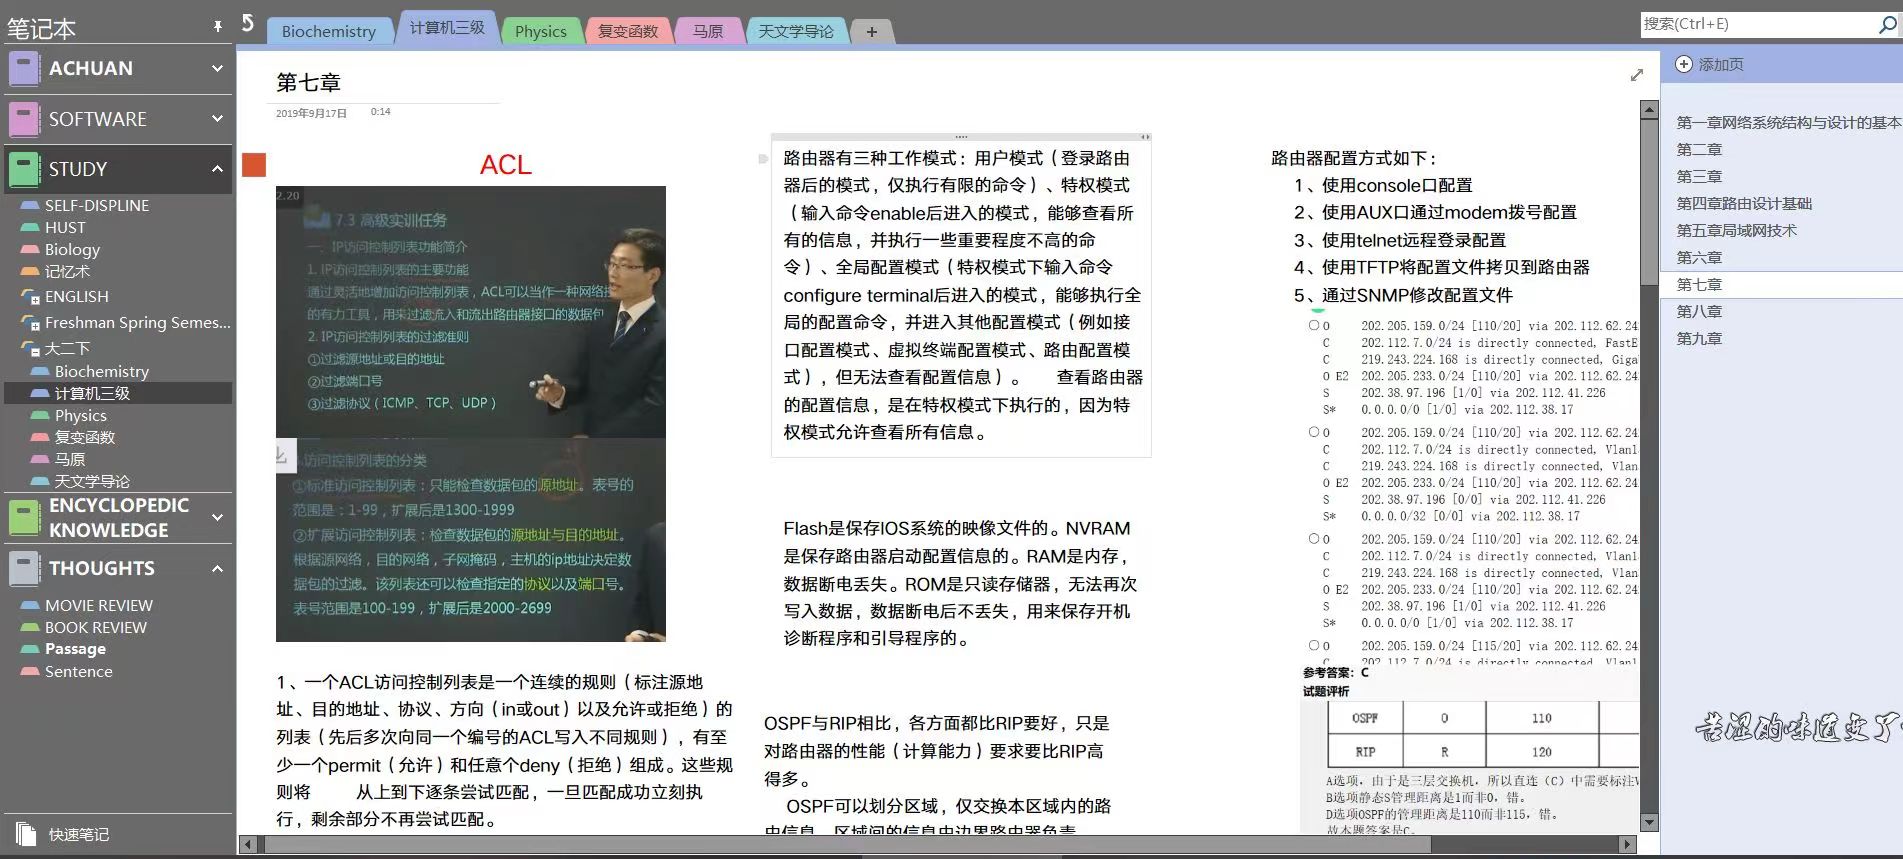 笔记本
ACHUAN
SOFTWARE
STUDY
SELF-DISPLINE
HUST
Biology
记忆术
ENGLISH
Freshman Spring Semes...
大二下
Biochemistry
计算机三级
Physics
复变函数
马原
天文学导论
ENCYCLOPEDIC
KNOWLEDGE
THOUGHTS
MOVIE REVIEW
BOOK REVIEW
Passage
Sentence
快速笔记
Biochemistry 计算机三级 Physics 复变函数 马原 天文学导论 +
搜索(Ctrl+E)
第七章
2019年9月17日 0:14
ACL
2.20
7.3 高级实训任务
一、IP访问控制列表功能简介
1. IP访问控制列表的主要功能
通过灵活地增加访问控制列表，ACL可以当作一种网络控
的有力工具，用来过滤流入和流出路由器接口的数据包
2. IP访问控制列表的过滤准则
①过滤源地址或目的地址
②过滤端口号
③过滤协议（ICMP、TCP、UDP）
访问控制列表的分类
①标准访问控制列表：只能检查数据包的源地址。表号的
范围是：1-99，扩展后是1300-1999
②扩展访问控制列表：检查数据包的源地址与目的地址。
根据源网络，目的网络，子网掩码，主机的ip地址决定数
据包的过滤。该列表还可以检查指定的协议以及端口号。
表号范围是100-199，扩展后是2000-2699
1、一个ACL访问控制列表是一个连续的规则（标注源地
址、目的地址、协议、方向（in或out）以及允许或拒绝）的
列表（先后多次向同一个编号的ACL写入不同规则），有至
少一个permit（允许）和任意个deny（拒绝）组成。这些规
则将 从上到下逐条尝试匹配，一旦匹配成功立刻执
行，剩余部分不再尝试匹配。
路由器有三种工作模式：用户模式（登录路由
器后的模式，仅执行有限的命令）、特权模式
（输入命令enable后进入的模式，能够查看所
有的信息，并执行一些重要程度不高的命
令）、全局配置模式（特权模式下输入命令
configure terminal后进入的模式，能够执行全
局的配置命令，并进入其他配置模式（例如接
口配置模式、虚拟终端配置模式、路由配置模
式），但无法查看配置信息）。 查看路由器
的配置信息，是在特权模式下执行的，因为特
权模式允许查看所有信息。
Flash是保存IOS系统的映像文件的。NVRAM
是保存路由器启动配置信息的。RAM是内存，
数据断电丢失。ROM是只读存储器，无法再次
写入数据，数据断电后不丢失，用来保存开机
诊断程序和引导程序的。
OSPF与RIP相比，各方面都比RIP要好，只是
对路由器的性能（计算能力）要求要比RIP高
得多。
OSPF可以划分区域，仅交换本区域内的路
由信息，区域间的信息由边界路由器负责
路由器配置方式如下：
1、使用console口配置
2、使用AUX口通过modem拨号配置
3、使用telnet远程登录配置
4、使用TFTP将配置文件拷贝到路由器
5、通过SNMP修改配置文件
O 202.205.159.0/24 [110/20] via 202.112.62.24
C 202.112.7.0/24 is directly connected, FastE
C 219.243.224.168 is directly connected, Giga
O E2 202.205.233.0/24 [110/20] via 202.112.62.24
S 202.38.97.196 [1/0] via 202.112.41.226
S* 0.0.0.0/0 [1/0] via 202.112.38.17
O 202.205.159.0/24 [110/20] via 202.112.62.24
C 202.112.7.0/24 is directly connected, Vlan1
C 219.243.224.168 is directly connected, Vlan
O E2 202.205.233.0/24 [110/20] via 202.112.62.24
S 202.38.97.196 [0/0] via 202.112.41.226
S* 0.0.0.0/32 [0/0] via 202.112.38.17
O 202.205.159.0/24 [110/20] via 202.112.62.24
C 202.112.7.0/24 is directly connected, Vlan1
C 219.243.224.168 is directly connected, Vlan
O E2 202.205.233.0/24 [110/20] via 202.112.62.24
S 202.38.97.196 [1/0] via 202.112.41.226
S* 0.0.0.0/0 [1/0] via 202.112.38.17
O 202.205.159.0/24 [115/20] via 202.112.62.24
C 202.112.7.0/24 is directly connected, Vlan1
参考答案：C
试题评析
OSPF O 110
RIP R 120
A选项，由于是三层交换机，所以直连（C）中需要标注V
B选项静态S管理距离是1而非0，错。
D选项OSPF的管理距离是110而非115，错。
故本题答案是C。
添加页
第一章网络系统结构与设计的基本
第二章
第三章
第四章路由设计基础
第五章局域网技术
第六章
第七章
第八章
第九章
苦涩的味道变了